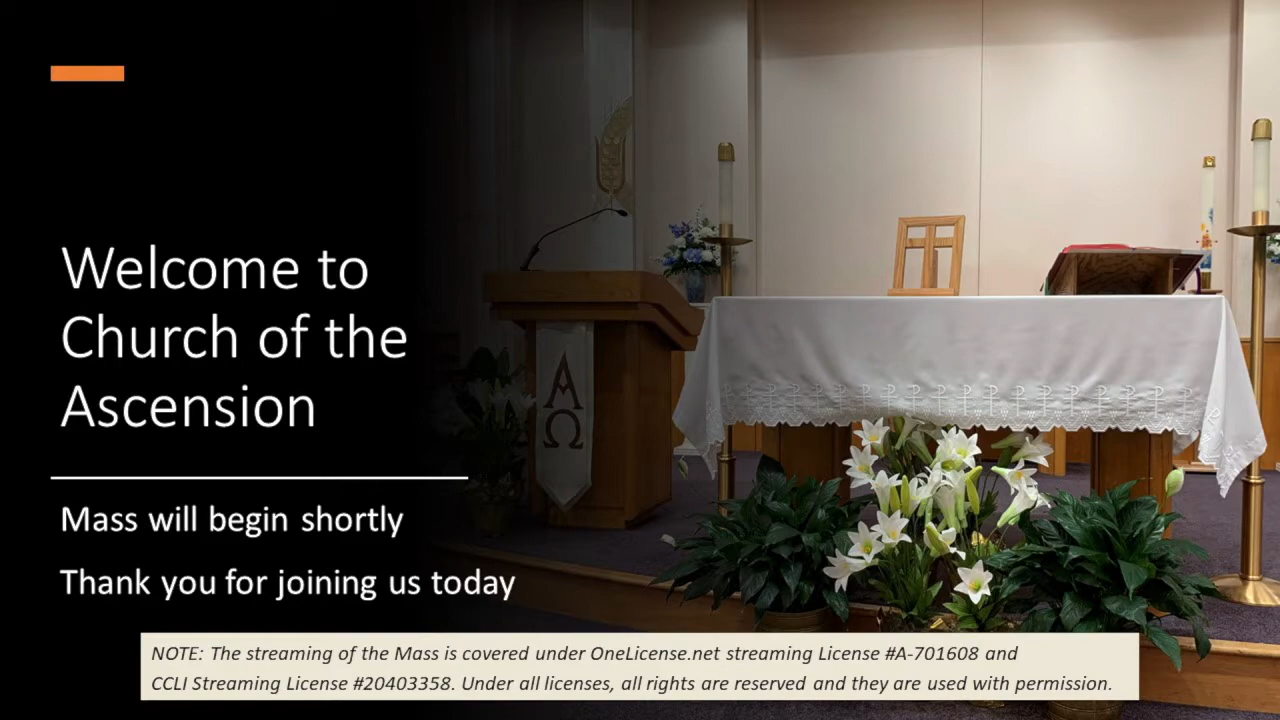 Welcome to
Church of the
Ascension
Mass will begin shortly
Thank you for joining us today
NOTE: The streaming of the Mass is covered under OneLicense.net streaming License #A-701608 and
CCLI Streaming License #20403358. Under all licenses, all rights are reserved and they are used with permission.
Α
Ω